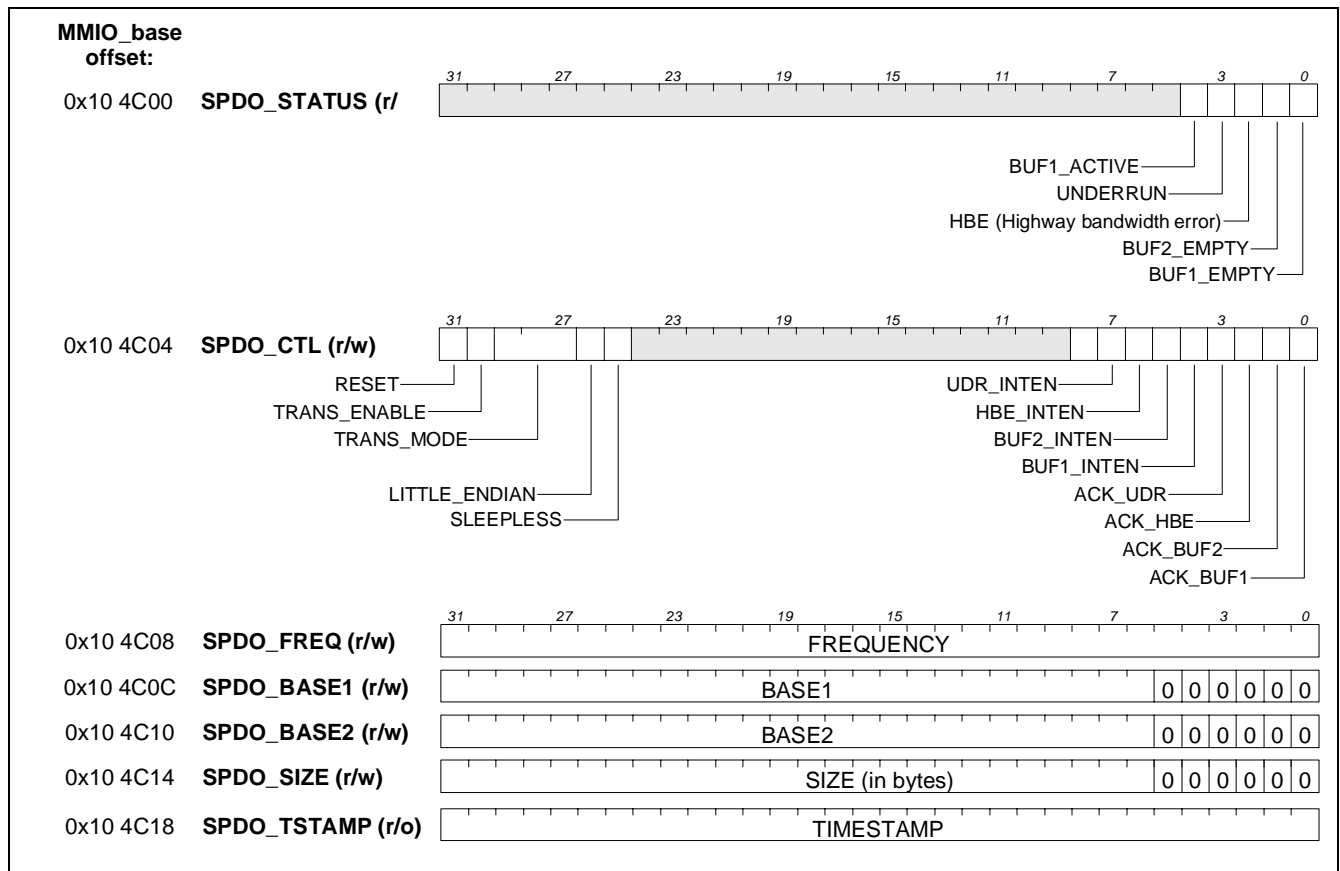 MMIO_base
offset:
31 27 23 19 15 11 7 3 0
0x10 4C00 SPDO_STATUS (r/
BUF1_ACTIVE
UNDERRUN
HBE (Highway bandwidth error)
BUF2_EMPTY
BUF1_EMPTY
31 27 23 19 15 11 7 3 0
0x10 4C04 SPDO_CTL (r/w)
RESET UDR_INTEN
TRANS_ENABLE HBE_INTEN
TRANS_MODE BUF2_INTEN
BUF1_INTEN
LITTLE_ENDIAN ACK_UDR
SLEEPLESS ACK_HBE
ACK_BUF2
ACK_BUF1
31 27 23 19 15 11 7 3 0
0x10 4C08 SPDO_FREQ (r/w) FREQUENCY
0x10 4C0C SPDO_BASE1 (r/w) BASE1 0 0 0 0 0 0
0x10 4C10 SPDO_BASE2 (r/w) BASE2 0 0 0 0 0 0
0x10 4C14 SPDO_SIZE (r/w) SIZE (in bytes) 0 0 0 0 0 0
0x10 4C18 SPDO_TSTAMP (r/o) TIMESTAMP